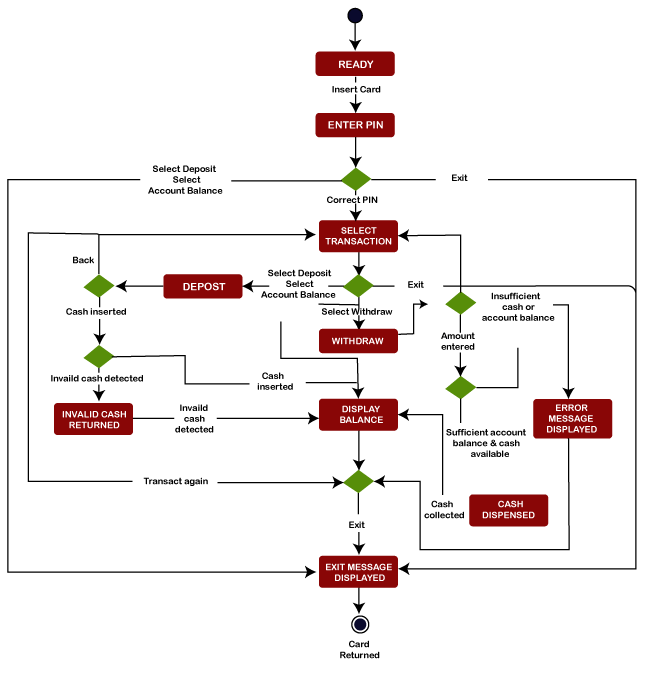 READY
Insert Card
ENTER PIN
Select Deposit
Select
Account Balance
Exit
Correct PIN
SELECT
TRANSACTION
Back
DEPOST
Select Deposit
Select
Account Balance
Exit
Insufficient
cash or
account balance
Cash inserted
Select Withdraw
WITHDRAW
Amount
entered
Invaild cash detected
Cash
inserted
INVALID CASH
RETURNED
Invaild
cash
detected
DISPLAY
BALANCE
ERROR
MESSAGE
DISPLAYED
Sufficient account
balance & cash
available
Transact again
Cash
collected
CASH
DISPENSED
Exit
EXIT MESSAGE
DISPLAYED
Card
Returned